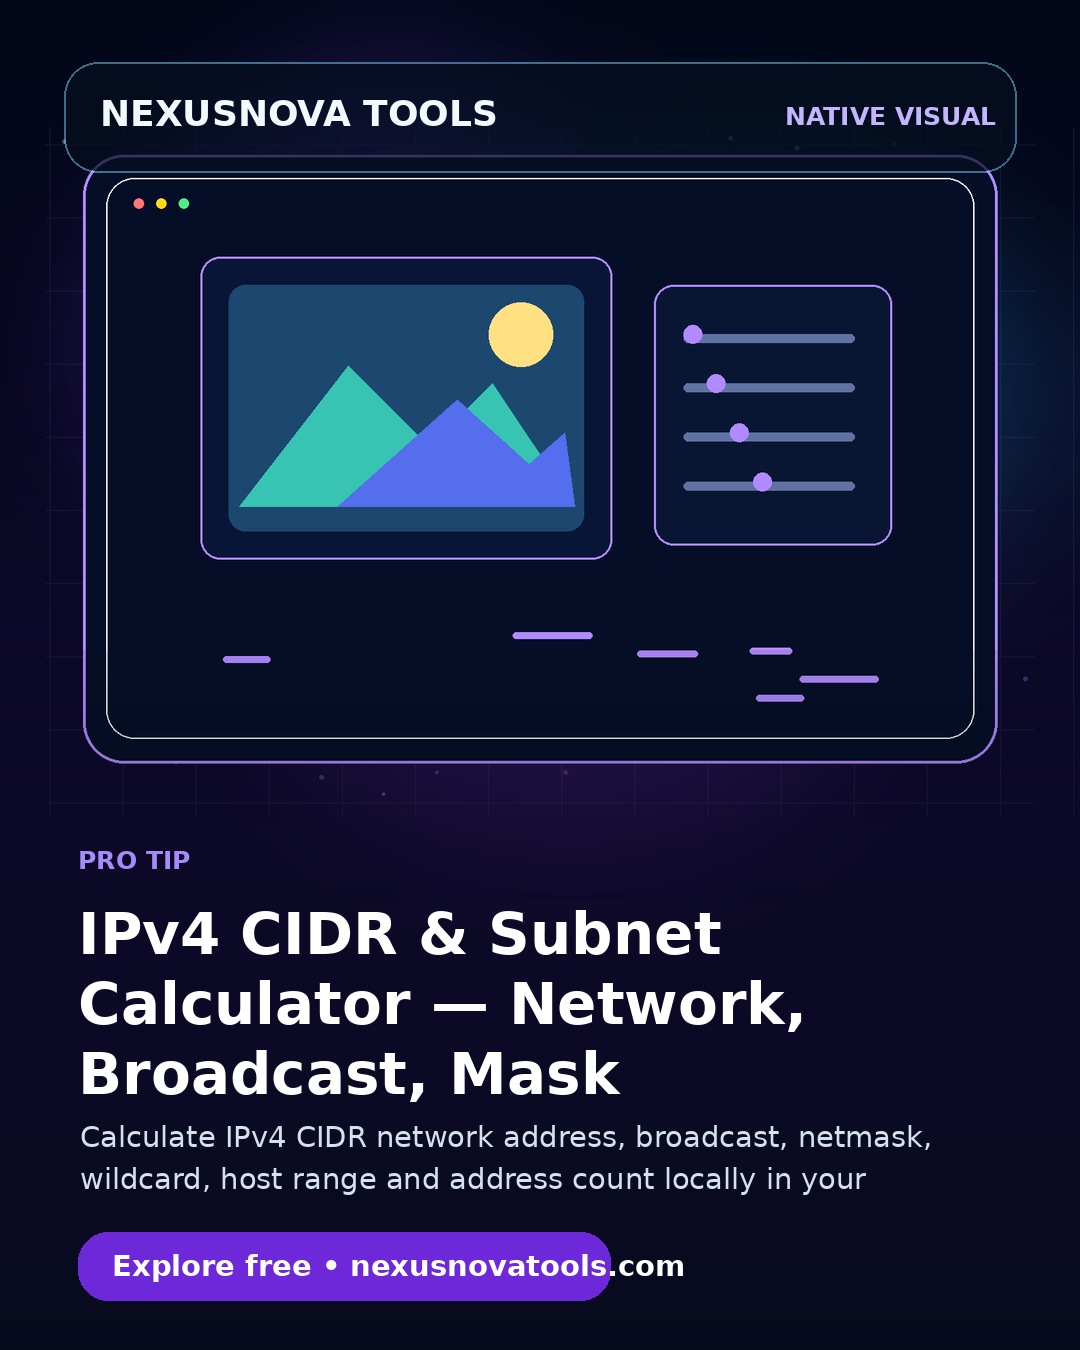 NEXUSNOVA TOOLS
NATIVE VISUAL
PRO TIP
IPv4 CIDR & Subnet
Calculator — Network,
Broadcast, Mask
Calculate IPv4 CIDR network address, broadcast, netmask,
wildcard, host range and address count locally in your
Explore free • nexusnovatools.com